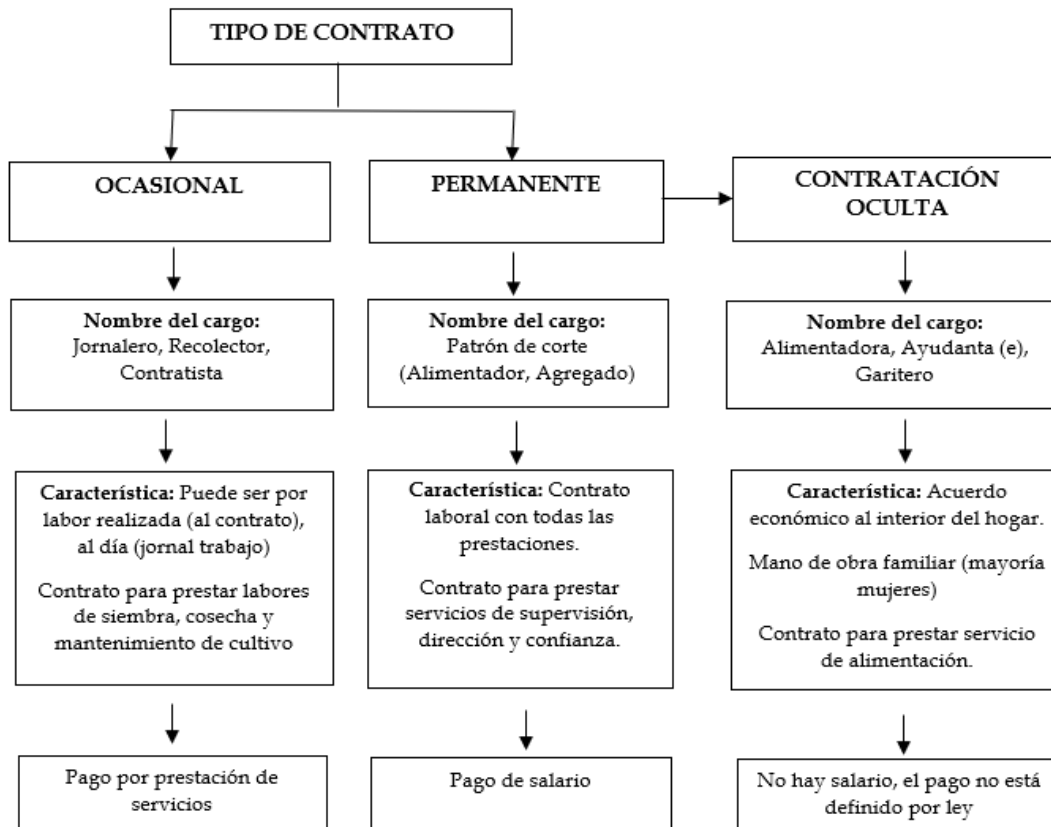 TIPO DE CONTRATO
OCASIONAL
PERMANENTE
CONTRATACIÓN
OCULTA
Nombre del cargo:
Jornalero, Recolector,
Contratista
Nombre del cargo:
Patrón de corte
(Alimentador, Agregado)
Nombre del cargo:
Alimentadora, Ayudanta (e),
Garitero
Característica: Puede ser por
labor realizada (al contrato),
al día (jornal trabajo)
Contrato para prestar labores
de siembra, cosecha y
mantenimiento de cultivo
Característica: Contrato
laboral con todas las
prestaciones.
Contrato para prestar
servicios de supervisión,
dirección y confianza.
Característica: Acuerdo
económico al interior del hogar.
Mano de obra familiar (mayoría
mujeres)
Contrato para prestar servicio
de alimentación.
Pago por prestación de
servicios
Pago de salario
No hay salario, el pago no está
definido por ley